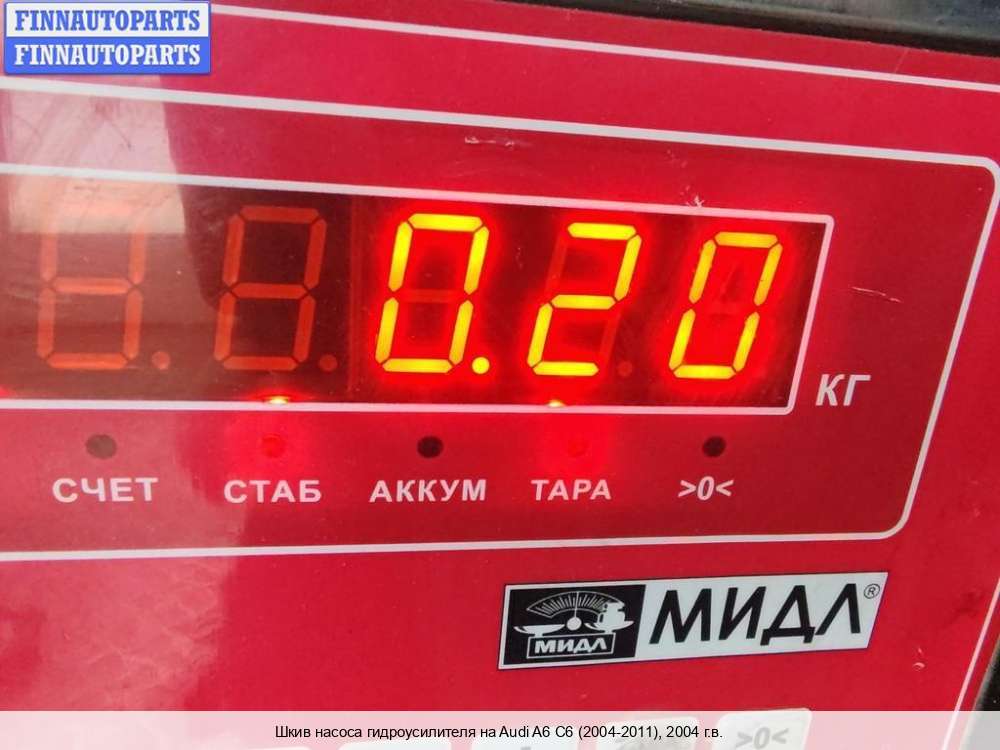 FINNAUTOPARTS
FINNAUTOPARTS
0.20
КГ
СЧЕТ СТАБ АККУМ ТАРА >0<
МИДЛ МИДЛ®
>0<
Шкив насоса гидроусилителя на Audi A6 C6 (2004-2011), 2004 г.в.